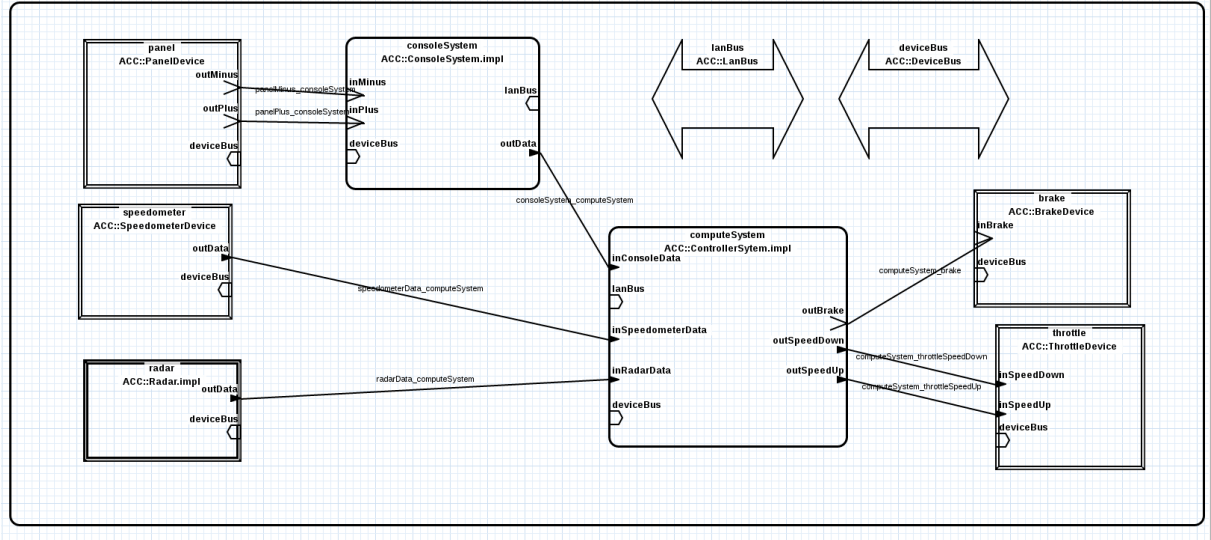 panel
ACC::PanelDevice
outMinus
outPlus
deviceBus
panelMinus_consoleSystem
panelPlus_consoleSystem
consoleSystem
ACC::ConsoleSystem.impl
inMinus
inPlus
deviceBus
lanBus
outData
lanBus
ACC::LanBus
deviceBus
ACC::DeviceBus
consoleSystem_computeSystem
speedometer
ACC::SpeedometerDevice
outData
deviceBus
speedometerData_computeSystem
radar
ACC::Radar.impl
outData
deviceBus
radarData_computeSystem
computeSystem
ACC::ControllerSytem.impl
inConsoleData
lanBus
inSpeedometerData
inRadarData
deviceBus
outBrake
outSpeedDown
outSpeedUp
computeSystem_brake
computeSystem_throttleSpeedDown
computeSystem_throttleSpeedUp
brake
ACC::BrakeDevice
inBrake
deviceBus
throttle
ACC::ThrottleDevice
inSpeedDown
inSpeedUp
deviceBus